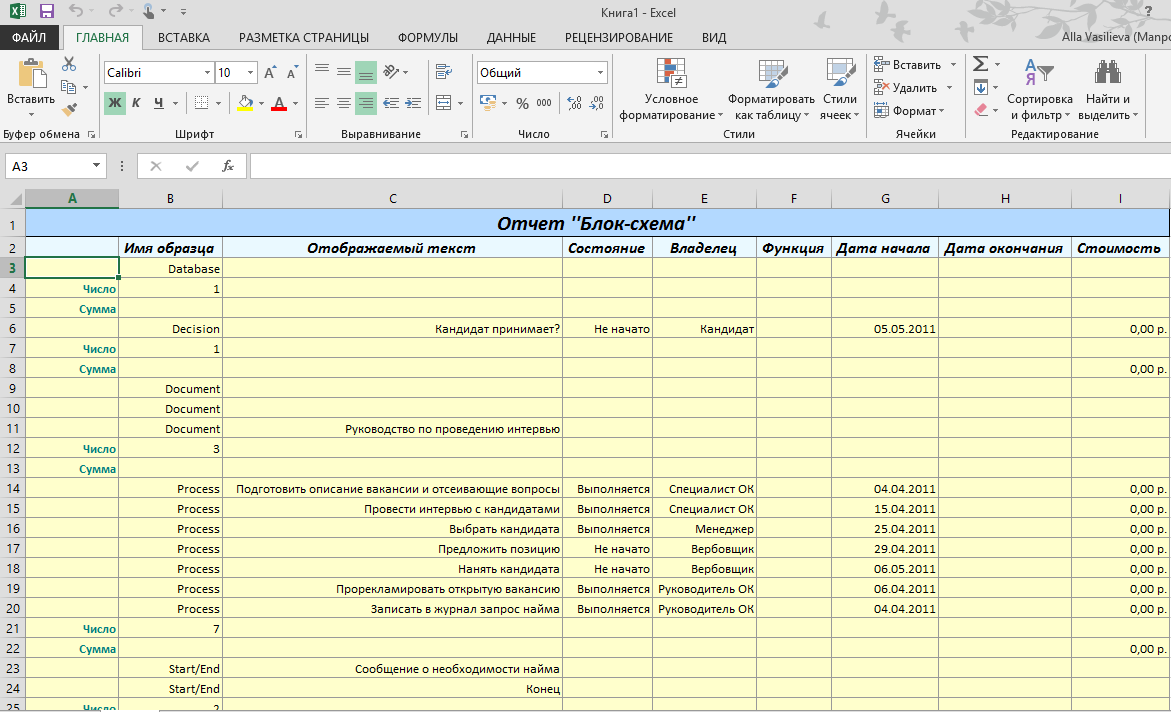 Книга1 - Excel
?
ФАЙЛ ГЛАВНАЯ ВСТАВКА РАЗМЕТКА СТРАНИЦЫ ФОРМУЛЫ ДАННЫЕ РЕЦЕНЗИРОВАНИЕ ВИД Alla Vasilieva (Manpo
Calibri 10 Общий
Вставить
Ж К Ч % 000
Условное форматирование
Форматировать как таблицу
Стили ячеек
Вставить
Удалить
Формат
Сортировка и фильтр
Найти и выделить
Буфер обмена Шрифт Выравнивание Число Стили Ячейки Редактирование
A3 fx
A B C D E F G H I
1 Отчет "Блок-схема"
2 Имя образца Отображаемый текст Состояние Владелец Функция Дата начала Дата окончания Стоимость
3 Database
4 Число 1
5 Сумма
6 Decision Кандидат принимает? Не начато Кандидат 05.05.2011 0,00 р.
7 Число 1
8 Сумма 0,00 р.
9 Document
10 Document
11 Document Руководство по проведению интервью
12 Число 3
13 Сумма
14 Process Подготовить описание вакансии и отсеивающие вопросы Выполняется Специалист ОК 04.04.2011 0,00 р.
15 Process Провести интервью с кандидатами Выполняется Специалист ОК 15.04.2011 0,00 р.
16 Process Выбрать кандидата Выполняется Менеджер 25.04.2011 0,00 р.
17 Process Предложить позицию Не начато Вербовщик 29.04.2011 0,00 р.
18 Process Нанять кандидата Не начато Вербовщик 06.05.2011 0,00 р.
19 Process Прорекламировать открытую вакансию Выполняется Руководитель ОК 06.04.2011 0,00 р.
20 Process Записать в журнал запрос найма Выполняется Руководитель ОК 04.04.2011 0,00 р.
21 Число 7
22 Сумма 0,00 р.
23 Start/End Сообщение о необходимости найма
24 Start/End Конец
25 Число 2